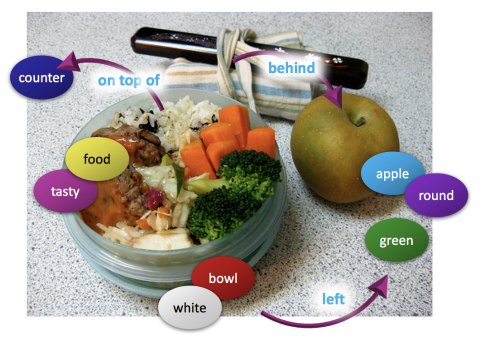 counter
on top of
behind
food
tasty
apple
round
green
bowl
white
left